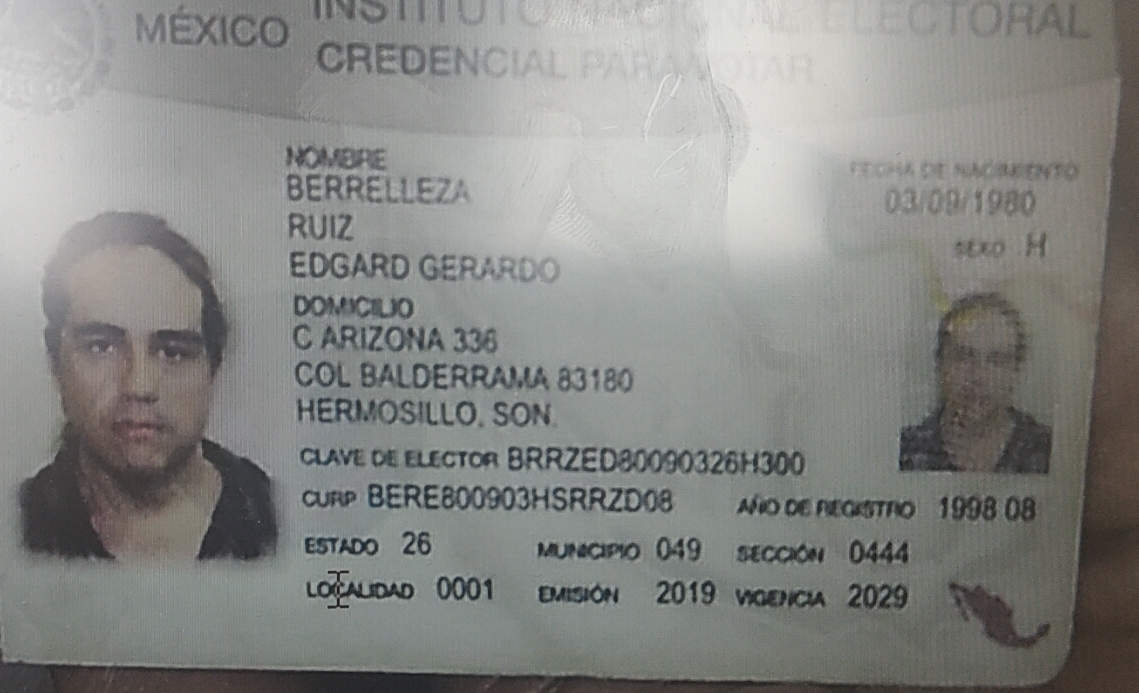 MÉXICO INSTITUTO NACIONAL ELECTORAL
CREDENCIAL PARA VOTAR
NOMBRE
BERRELLEZA
RUIZ
EDGARD GERARDO
FECHA DE NACIMIENTO
03/09/1980
SEXO H
DOMICILIO
C ARIZONA 336
COL BALDERRAMA 83180
HERMOSILLO, SON.
CLAVE DE ELECTOR BRRZED80090326H300
CURP BERE800903HSRRZD08 AÑO DE REGISTRO 1998 08
ESTADO 26 MUNICIPIO 049 SECCIÓN 0444
LOCALIDAD 0001 EMISIÓN 2019 VIGENCIA 2029